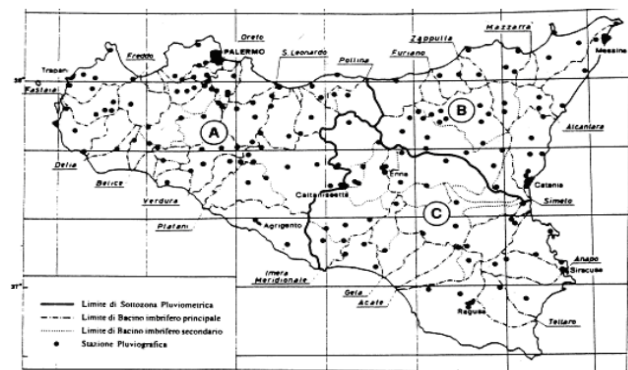 Mazzarrà
Zappulla
Messina
Oreto
PALERMO
S. Leonardo
Furiano
Freddo
Pollina
Trapani
38°
Fastaia
B
A
Alcantara
Delia
Enna
Belice
Catania
Caltanissetta
Verdura
Simeto
C
Platani
Agrigento
Anapo
Siracusa
Imera
Meridionale
37°
Gela
Acate
Ragusa
Tellaro
Limite di Sottozona Pluviometrica
Limite di Bacino imbrifero principale
Limite di Bacino imbrifero secondario
Stazione Pluviografica